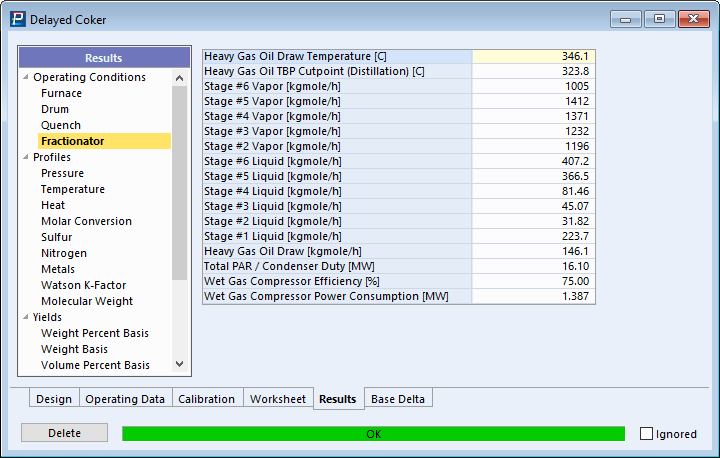 Delayed Coker
Results
Operating Conditions
Furnace
Drum
Quench
Fractionator
Profiles
Pressure
Temperature
Heat
Molar Conversion
Sulfur
Nitrogen
Metals
Watson K-Factor
Molecular Weight
Yields
Weight Percent Basis
Weight Basis
Volume Percent Basis
Heavy Gas Oil Draw Temperature [C] 346.1
Heavy Gas Oil TBP Cutpoint (Distillation) [C] 323.8
Stage #6 Vapor [kgmole/h] 1005
Stage #5 Vapor [kgmole/h] 1412
Stage #4 Vapor [kgmole/h] 1371
Stage #3 Vapor [kgmole/h] 1232
Stage #2 Vapor [kgmole/h] 1196
Stage #6 Liquid [kgmole/h] 407.2
Stage #5 Liquid [kgmole/h] 366.5
Stage #4 Liquid [kgmole/h] 81.46
Stage #3 Liquid [kgmole/h] 45.07
Stage #2 Liquid [kgmole/h] 31.82
Stage #1 Liquid [kgmole/h] 223.7
Heavy Gas Oil Draw [kgmole/h] 146.1
Total PAR / Condenser Duty [MW] 16.10
Wet Gas Compressor Efficiency [%] 75.00
Wet Gas Compressor Power Consumption [MW] 1.387
Design Operating Data Calibration Worksheet Results Base Delta
Delete OK Ignored